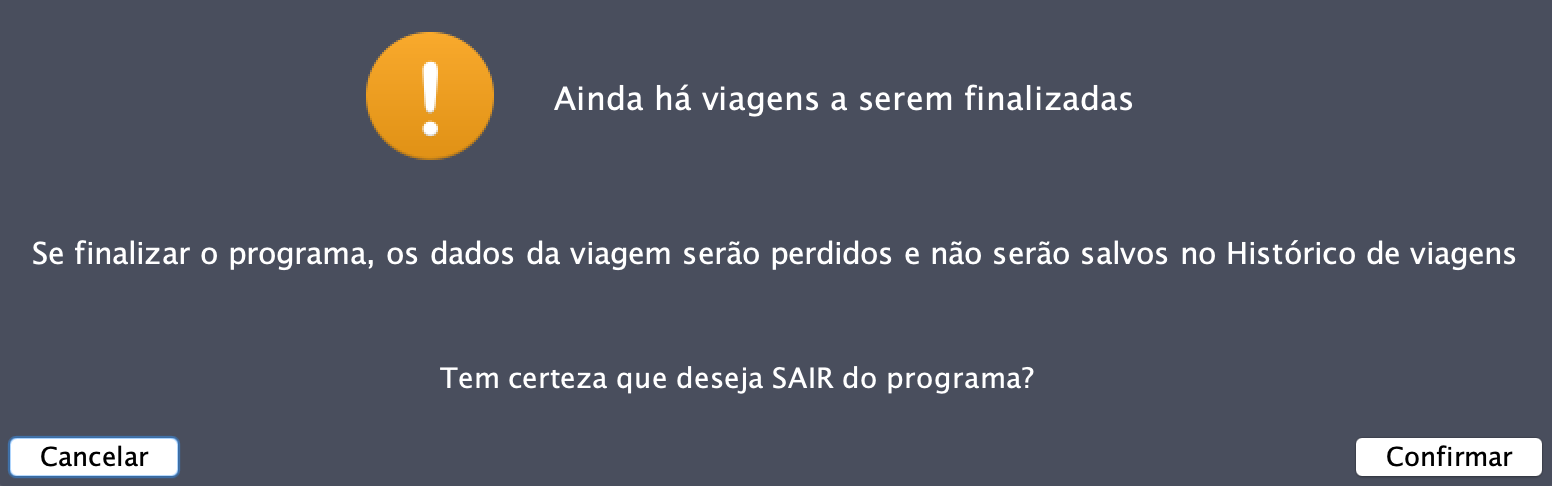 Ainda há viagens a serem finalizadas
Se finalizar o programa, os dados da viagem serão perdidos e não serão salvos no Histórico de viagens
Tem certeza que deseja SAIR do programa?
Cancelar
Confirmar